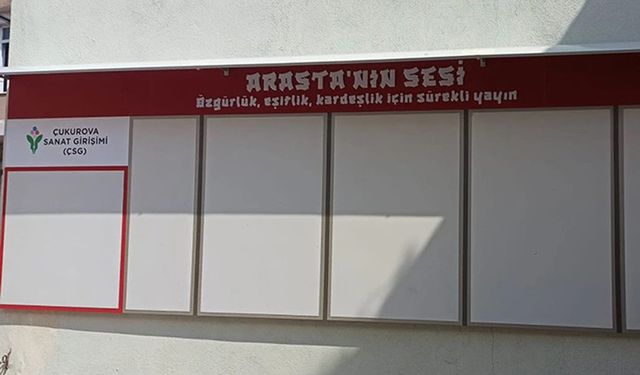 ARASTA'NIN SESİ
Özgürlük, eşitlik, kardeşlik için sürekli yayın
ÇUKUROVA
SANAT GİRİŞİMİ
(ÇSG)